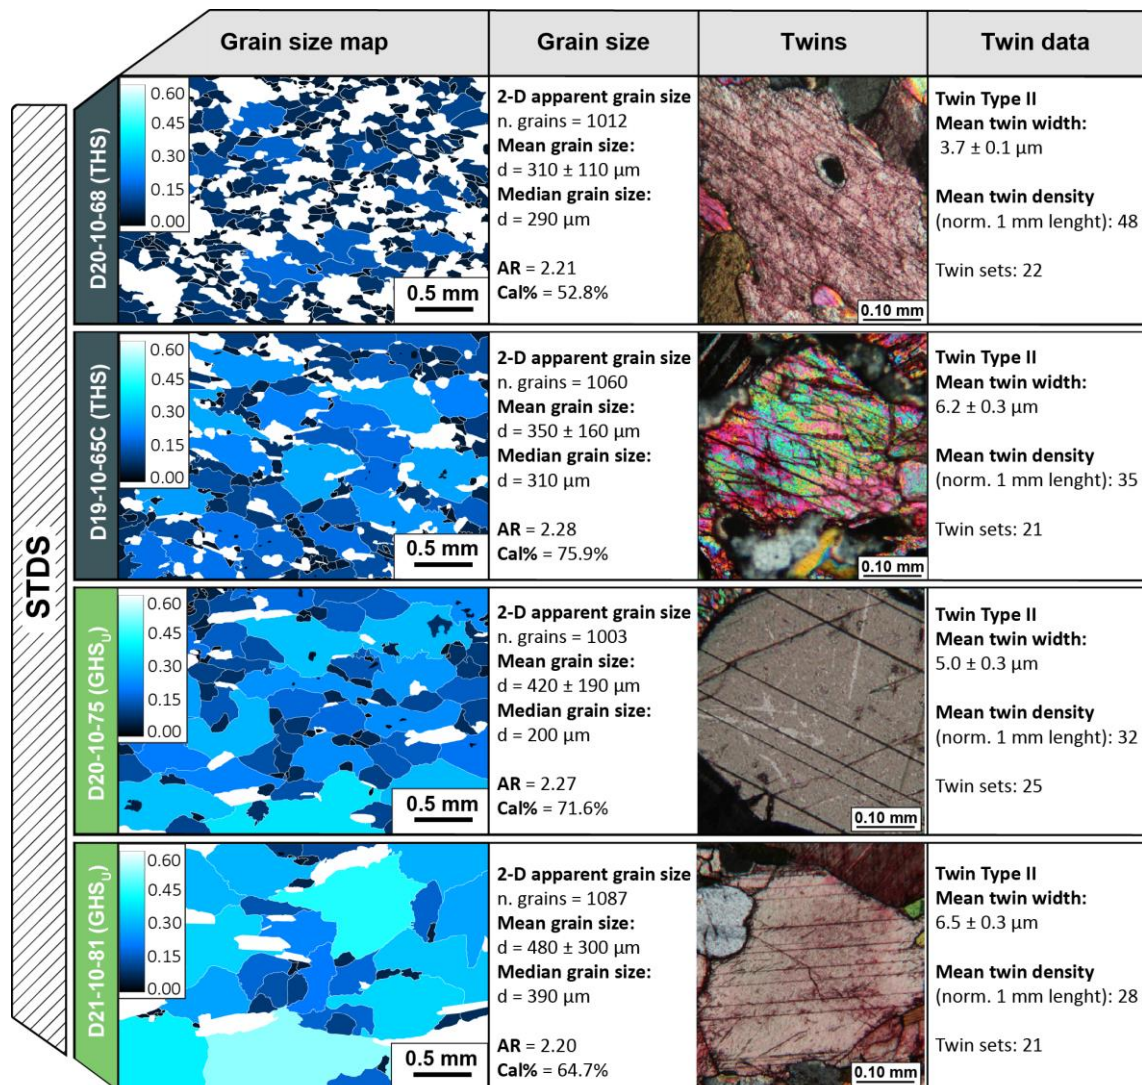 Grain size map
Grain size
Twins
Twin data
STDS
D20-10-68 (THS)
0.60
0.45
0.30
0.15
0.00
0.5 mm
2-D apparent grain size
n. grains = 1012
Mean grain size:
d = 310 ± 110 µm
Median grain size:
d = 290 µm
AR = 2.21
Cal% = 52.8%
0.10 mm
Twin Type II
Mean twin width:
3.7 ± 0.1 µm
Mean twin density
(norm. 1 mm lenght): 48
Twin sets: 22
D19-10-65C (THS)
0.60
0.45
0.30
0.15
0.00
0.5 mm
2-D apparent grain size
n. grains = 1060
Mean grain size:
d = 350 ± 160 µm
Median grain size:
d = 310 µm
AR = 2.28
Cal% = 75.9%
0.10 mm
Twin Type II
Mean twin width:
6.2 ± 0.3 µm
Mean twin density
(norm. 1 mm lenght): 35
Twin sets: 21
D20-10-75 (GHSU)
0.60
0.45
0.30
0.15
0.00
0.5 mm
2-D apparent grain size
n. grains = 1003
Mean grain size:
d = 420 ± 190 µm
Median grain size:
d = 200 µm
AR = 2.27
Cal% = 71.6%
0.10 mm
Twin Type II
Mean twin width:
5.0 ± 0.3 µm
Mean twin density
(norm. 1 mm lenght): 32
Twin sets: 25
D21-10-81 (GHSU)
0.60
0.45
0.30
0.15
0.00
0.5 mm
2-D apparent grain size
n. grains = 1087
Mean grain size:
d = 480 ± 300 µm
Median grain size:
d = 390 µm
AR = 2.20
Cal% = 64.7%
0.10 mm
Twin Type II
Mean twin width:
6.5 ± 0.3 µm
Mean twin density
(norm. 1 mm lenght): 28
Twin sets: 21